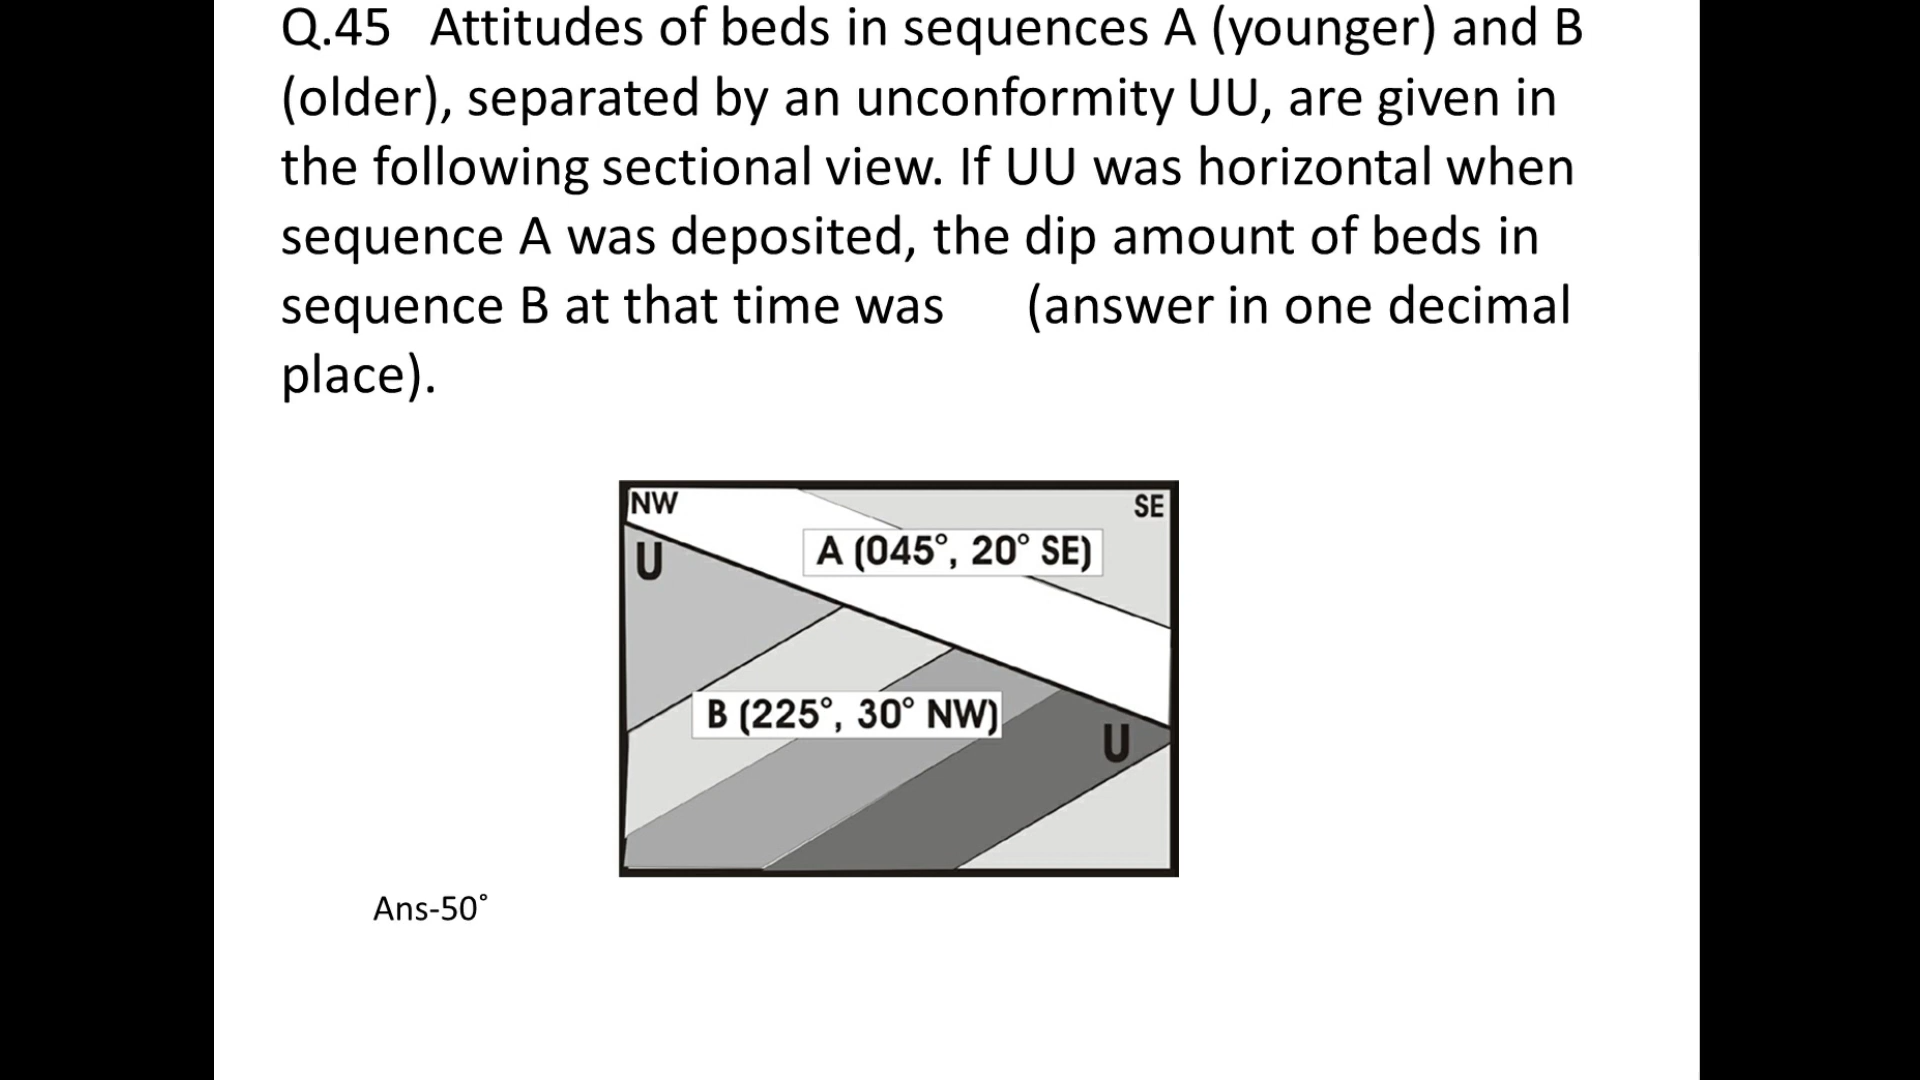 Q.45 Attitudes of beds in sequences A (younger) and B
(older), separated by an unconformity UU, are given in
the following sectional view. If UU was horizontal when
sequence A was deposited, the dip amount of beds in
sequence B at that time was (answer in one decimal
place).
NW
SE
A (045°, 20° SE)
U
B (225°, 30° NW)
U
Ans-50°